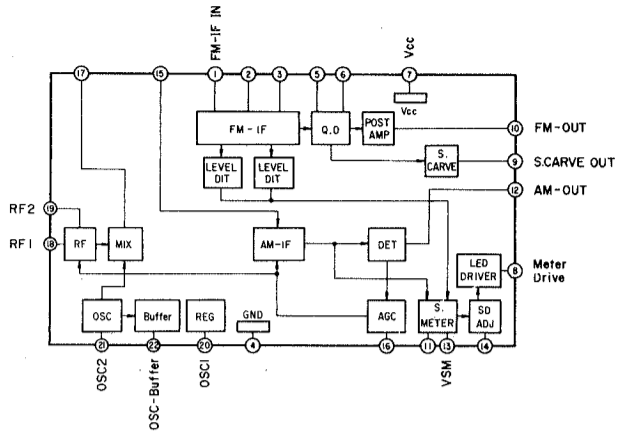 FM-IF IN
Vcc
17
15
1
2
3
5
6
7
Vcc
FM-IF
Q.D
POST
AMP
10
FM-OUT
S.
CARVE
9
S.CARVE OUT
LEVEL
DIT
LEVEL
DIT
12
AM-OUT
RF2
19
RF1
18
RF
MIX
AM-IF
DET
LED
DRIVER
8
Meter
Drive
OSC
Buffer
REG
GND
AGC
S.
METER
SD
ADJ
21
22
20
4
16
11
13
14
OSC2
OSC-Buffer
OSC1
VSM